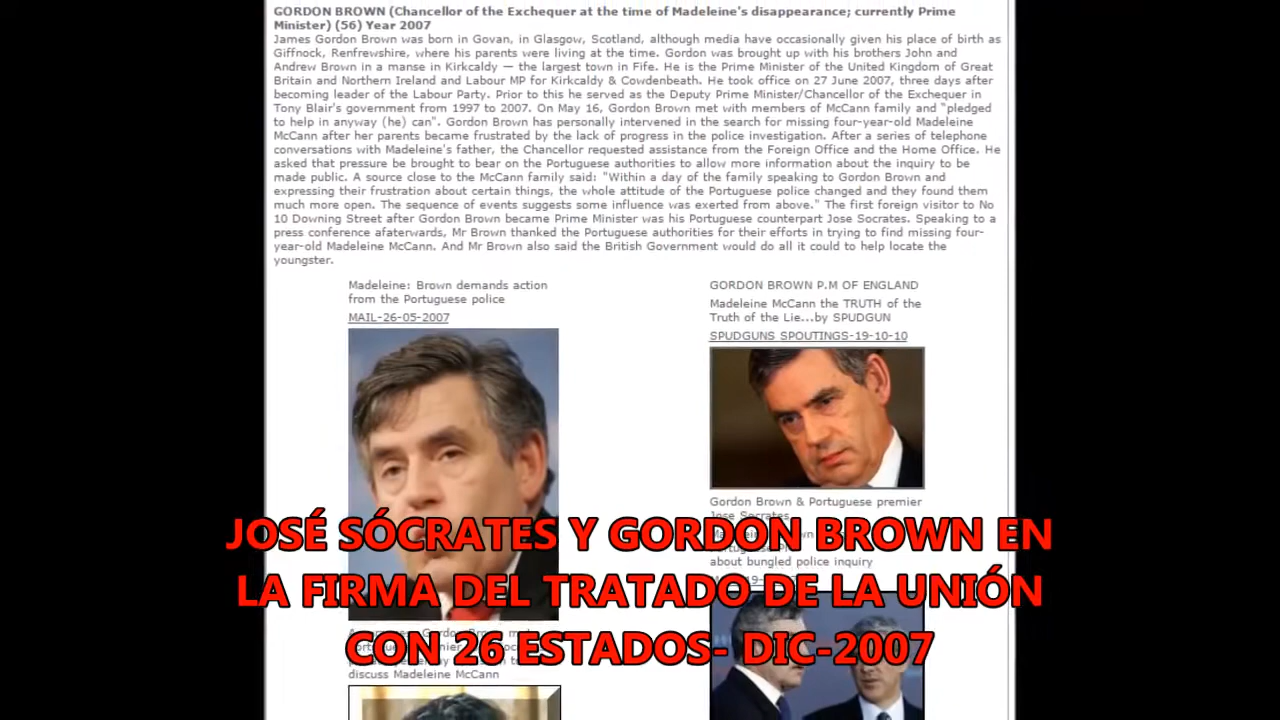 GORDON BROWN (Chancellor of the Exchequer at the time of Madeleine's disappearance; currently Prime
Minister) (56) Year 2007
James Gordon Brown was born in Govan, in Glasgow, Scotland, although media have occasionally given his place of birth as
Giffnock, Renfrewshire, where his parents were living at the time. Gordon was brought up with his brothers John and
Andrew Brown in a manse in Kirkcaldy — the largest town in Fife. He is the Prime Minister of the United Kingdom of Great
Britain and Northern Ireland and Labour MP for Kirkcaldy & Cowdenbeath. He took office on 27 June 2007, three days after
becoming leader of the Labour Party. Prior to this he served as the Deputy Prime Minister/Chancellor of the Exchequer in
Tony Blair's government from 1997 to 2007. On May 16, Gordon Brown met with members of McCann family and "pledged
to help in anyway (he) can". Gordon Brown has personally intervened in the search for missing four-year-old Madeleine
McCann after her parents became frustrated by the lack of progress in the police investigation. After a series of telephone
conversations with Madeleine's father, the Chancellor requested assistance from the Foreign Office and the Home Office. He
asked that pressure be brought to bear on the Portuguese authorities to allow more information about the inquiry to be
made public. A source close to the McCann family said: "Within a day of the family speaking to Gordon Brown and
expressing their frustration about certain things, the whole attitude of the Portuguese police changed and they found them
much more open. The sequence of events suggests some influence was exerted from above." The first foreign visitor to No
10 Downing Street after Gordon Brown became Prime Minister was his Portuguese counterpart Jose Socrates. Speaking to a
press conference afaterwards, Mr Brown thanked the Portuguese authorities for their efforts in trying to find missing four-
year-old Madeleine McCann. And Mr Brown also said the British Government would do all it could to help locate the
youngster.
Madeleine: Brown demands action
from the Portuguese police
MAIL-26-05-2007
GORDON BROWN P.M OF ENGLAND
Madeleine McCann the TRUTH of the
Truth of the Lie...by SPUDGUN
SPUDGUNS SPOUTINGS-19-10-10
Gordon Brown & Portuguese premier
Jose Socrates
about bungled police inquiry
discuss Madeleine McCann
JOSÉ SÓCRATES Y GORDON BROWN EN
LA FIRMA DEL TRATADO DE LA UNIÓN
CON 26 ESTADOS- DIC-2007